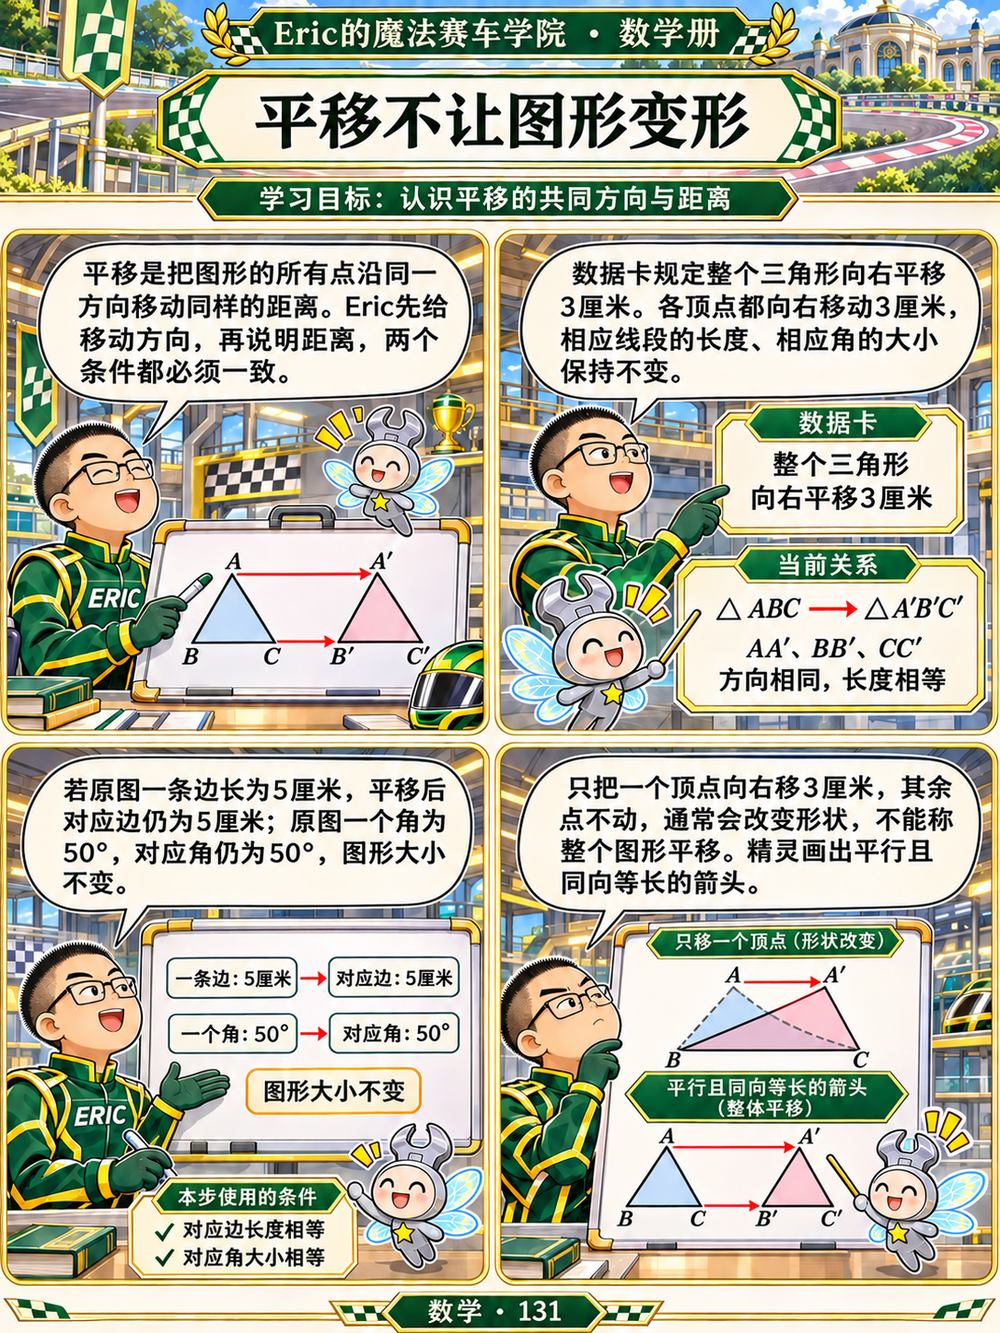 Eric的魔法赛车学院 · 数学册
平移不让图形变形
学习目标：认识平移的共同方向与距离
平移是把图形的所有点沿同一
方向移动同样的距离。Eric先给
移动方向，再说明距离，两个
条件都必须一致。
ERIC
A
A′
B
C
B′
C′
数据卡规定整个三角形向右平移
3厘米。各顶点都向右移动3厘米，
相应线段的长度、相应角的大小
保持不变。
数据卡
整个三角形
向右平移3厘米
当前关系
△ ABC → △ A′B′C′
AA′、BB′、CC′
方向相同，长度相等
若原图一条边长为5厘米，平移后
对应边仍为5厘米；原图一个角为
50°，对应角仍为50°，图形大小
不变。
一条边：5厘米 → 对应边：5厘米
一个角：50° → 对应角：50°
图形大小不变
ERIC
本步使用的条件
✓ 对应边长度相等
✓ 对应角大小相等
只把一个顶点向右移3厘米，其余
点不动，通常会改变形状，不能称
整个图形平移。精灵画出平行且
同向等长的箭头。
只移一个顶点（形状改变）
A
A′
B
C
平行且同向等长的箭头
（整体平移）
A
A′
B
C
B′
C′
数学 · 131